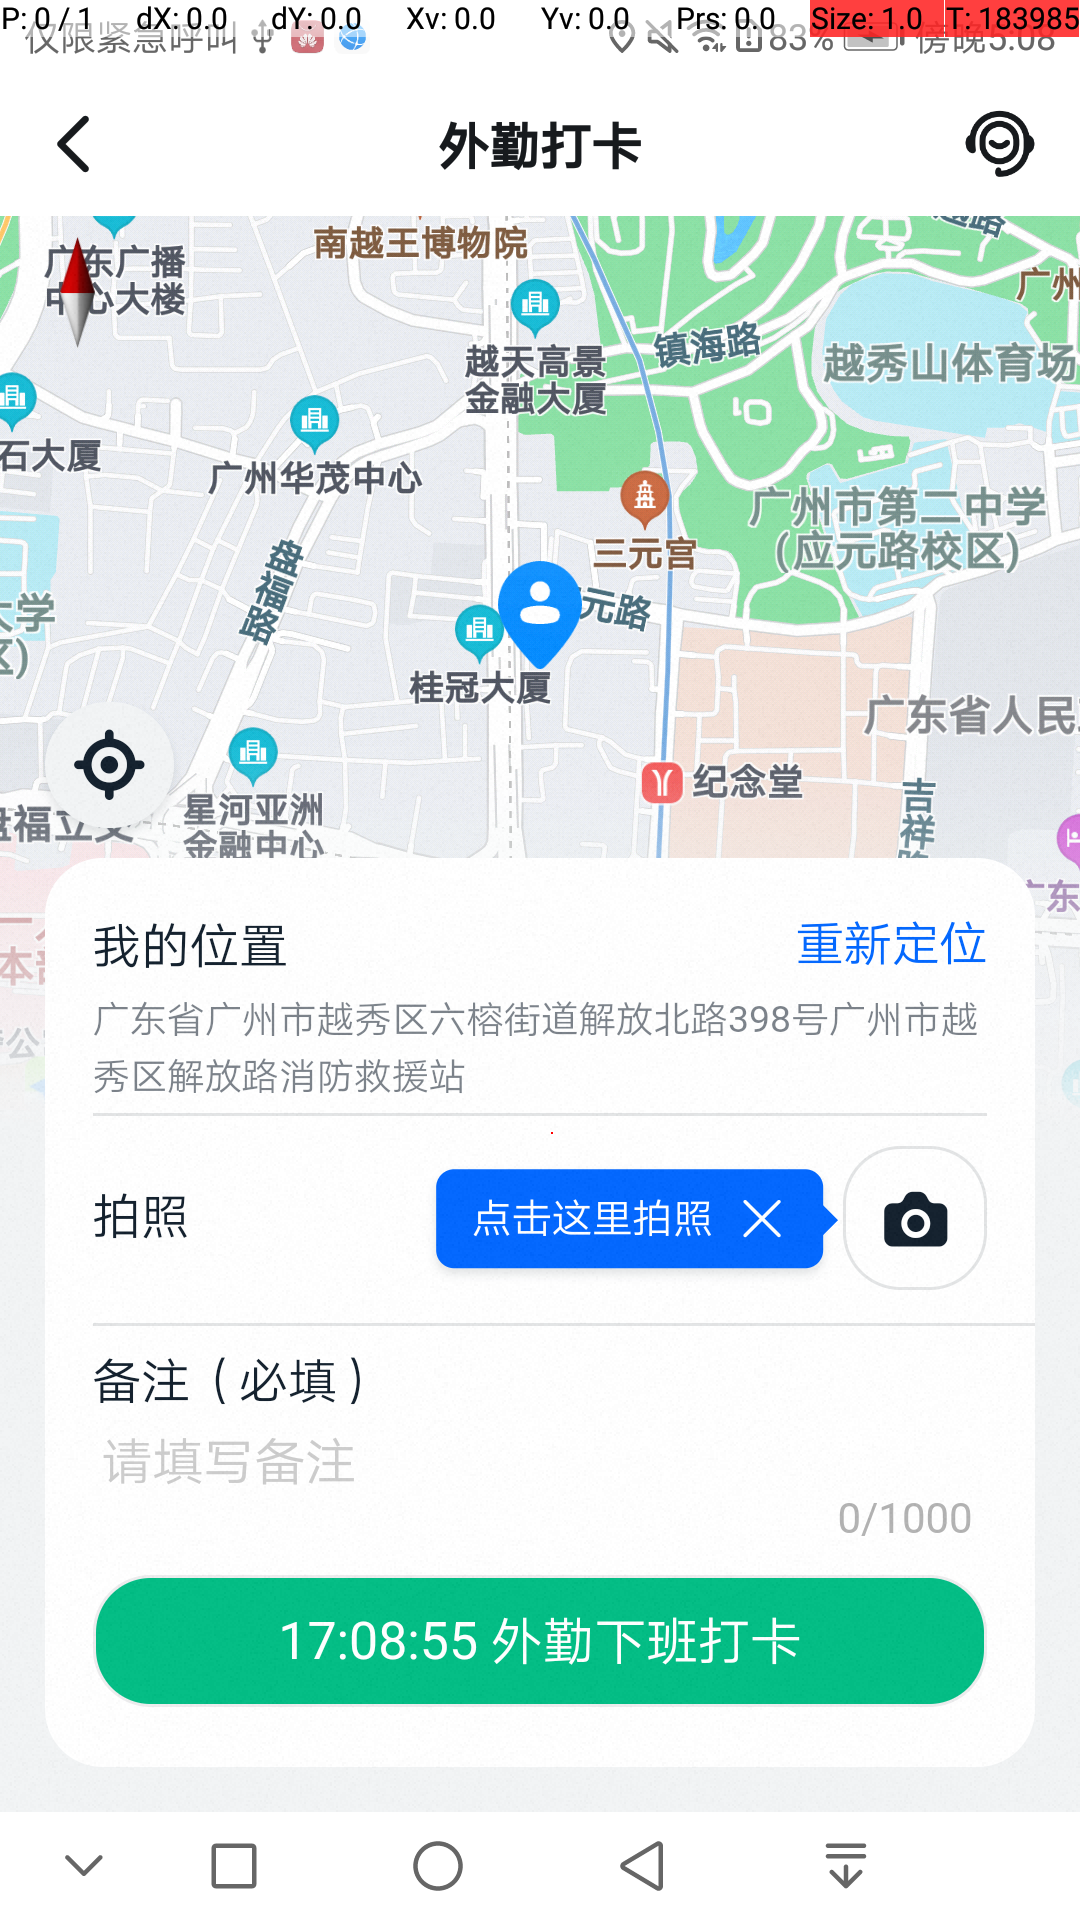 P: 0 / 1 dX: 0.0 dY: 0.0 Xv: 0.0 Yv: 0.0 Prs: 0.0 Size: 1.0 T: 183985
仅限紧急呼叫 83% 傍晚5:08
外勤打卡
南越王博物院
广东广播
中心大楼
广州
越天高景
金融大厦
镇海路
越秀山体育场
石大厦
广州华茂中心
广州市第二中学
(应元路校区)
三元宫
盘福路
大学
区)
元路
桂冠大厦
广东省人民
纪念堂
吉祥路
星河亚洲
金融中心
盘福立交
广东
我的位置
重新定位
广东省广州市越秀区六榕街道解放北路398号广州市越
秀区解放路消防救援站
拍照
点击这里拍照
备注（必填）
请填写备注
0/1000
17:08:55 外勤下班打卡